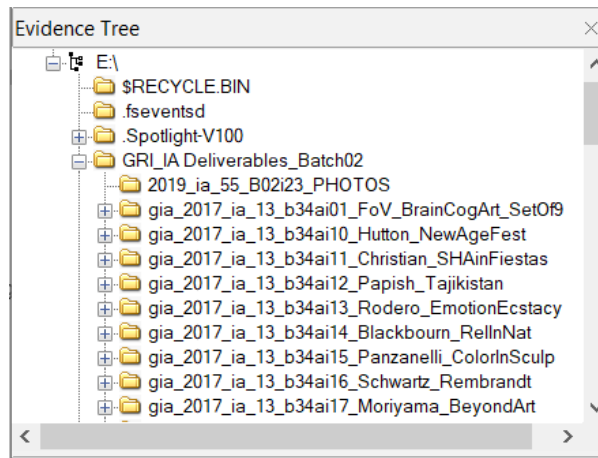 Evidence Tree
E:\
$RECYCLE.BIN
.fseventsd
.Spotlight-V100
GRI_IA Deliverables_Batch02
2019_ia_55_B02i23_PHOTOS
gia_2017_ia_13_b34ai01_FoV_BrainCogArt_SetOf9
gia_2017_ia_13_b34ai10_Hutton_NewAgeFest
gia_2017_ia_13_b34ai11_Christian_SHAinFiestas
gia_2017_ia_13_b34ai12_Papish_Tajikistan
gia_2017_ia_13_b34ai13_Rodero_EmotionEcstacy
gia_2017_ia_13_b34ai14_Blackbourn_RelInNat
gia_2017_ia_13_b34ai15_Panzanelli_ColorInSculp
gia_2017_ia_13_b34ai16_Schwartz_Rembrandt
gia_2017_ia_13_b34ai17_Moriyama_BeyondArt